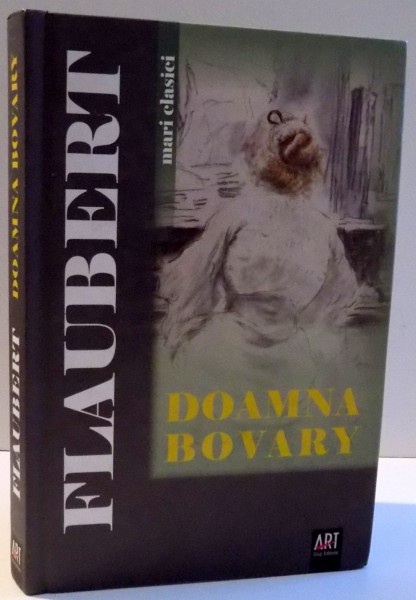 FLAUBERT
DOAMNA BOVARY
ART
FLAUBERT
mari clasici
DOAMNA
BOVARY
ART